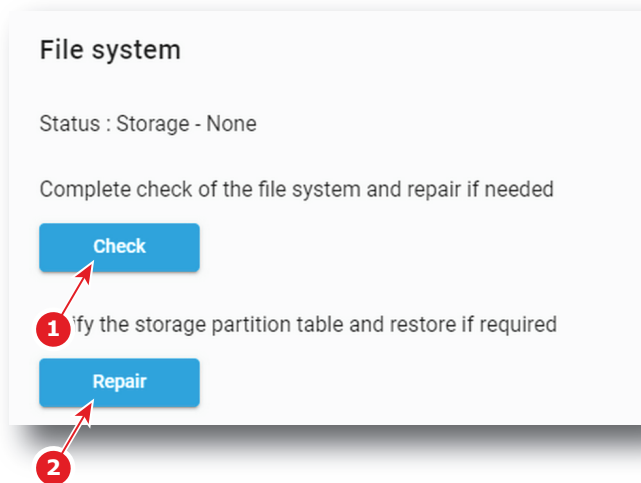 File system
Status : Storage - None
Complete check of the file system and repair if needed
Check
1
the storage partition table and restore if required
Repair
2